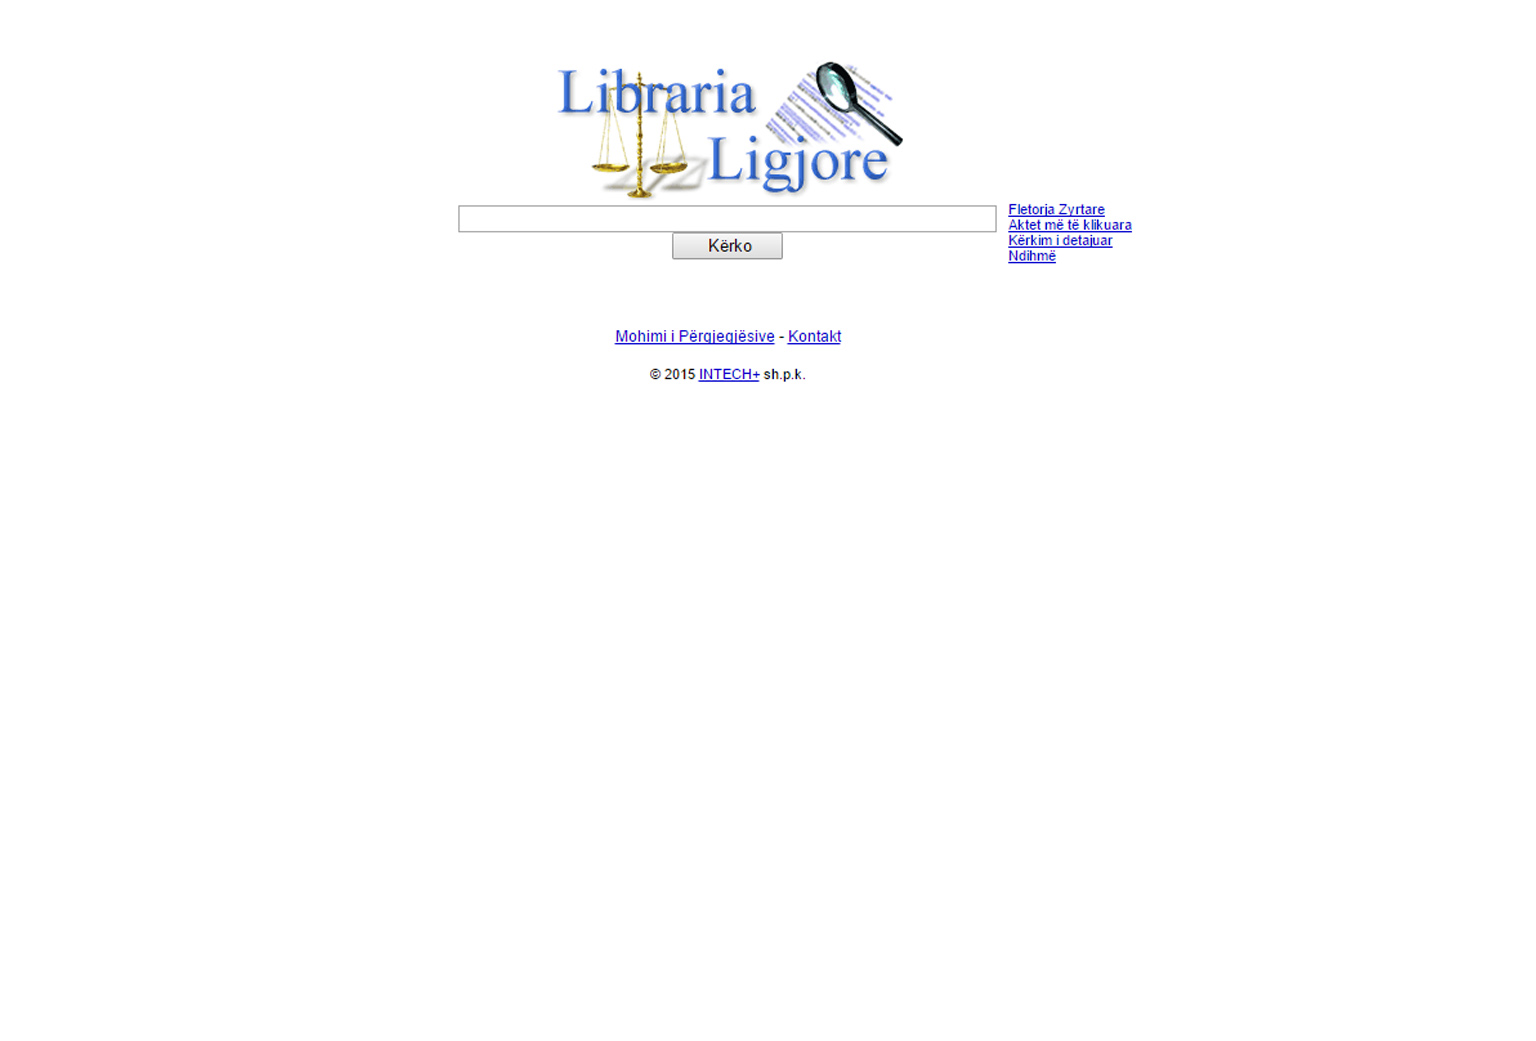 Libraria
Ligjore
Fletorja Zyrtare
Aktet më të klikuara
Kërkim i detajuar
Ndihmë
Kërko
Mohimi i Përgjegjësive - Kontakt
© 2015 INTECH+ sh.p.k.